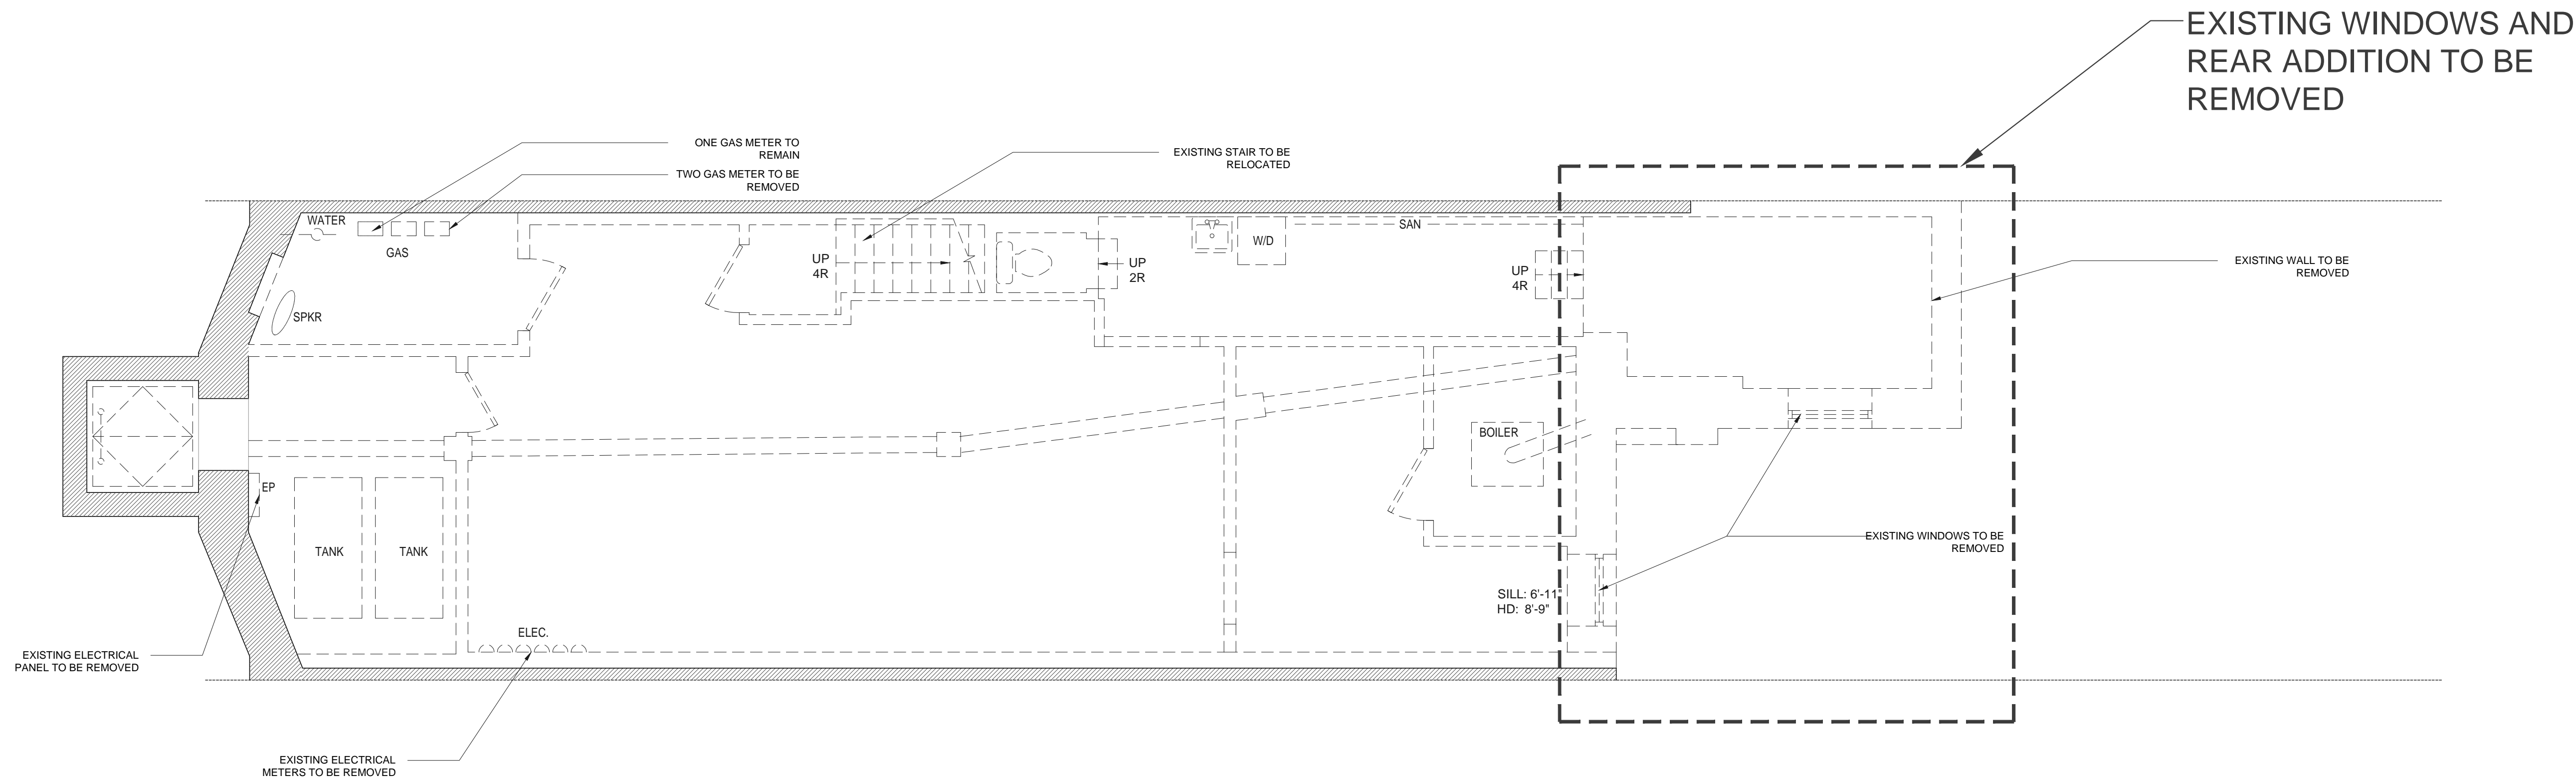 EXISTING WINDOWS AND
REAR ADDITION TO BE
REMOVED
ONE GAS METER TO
REMAIN
TWO GAS METER TO BE
REMOVED
EXISTING STAIR TO BE
RELOCATED
WATER
GAS
SPKR
UP
4R
UP
2R
W/D
SAN
UP
4R
EXISTING WALL TO BE
REMOVED
BOILER
EP
TANK
TANK
ELEC.
SILL: 6'-11"
HD: 8'-9"
EXISTING WINDOWS TO BE
REMOVED
EXISTING ELECTRICAL
PANEL TO BE REMOVED
EXISTING ELECTRICAL
METERS TO BE REMOVED